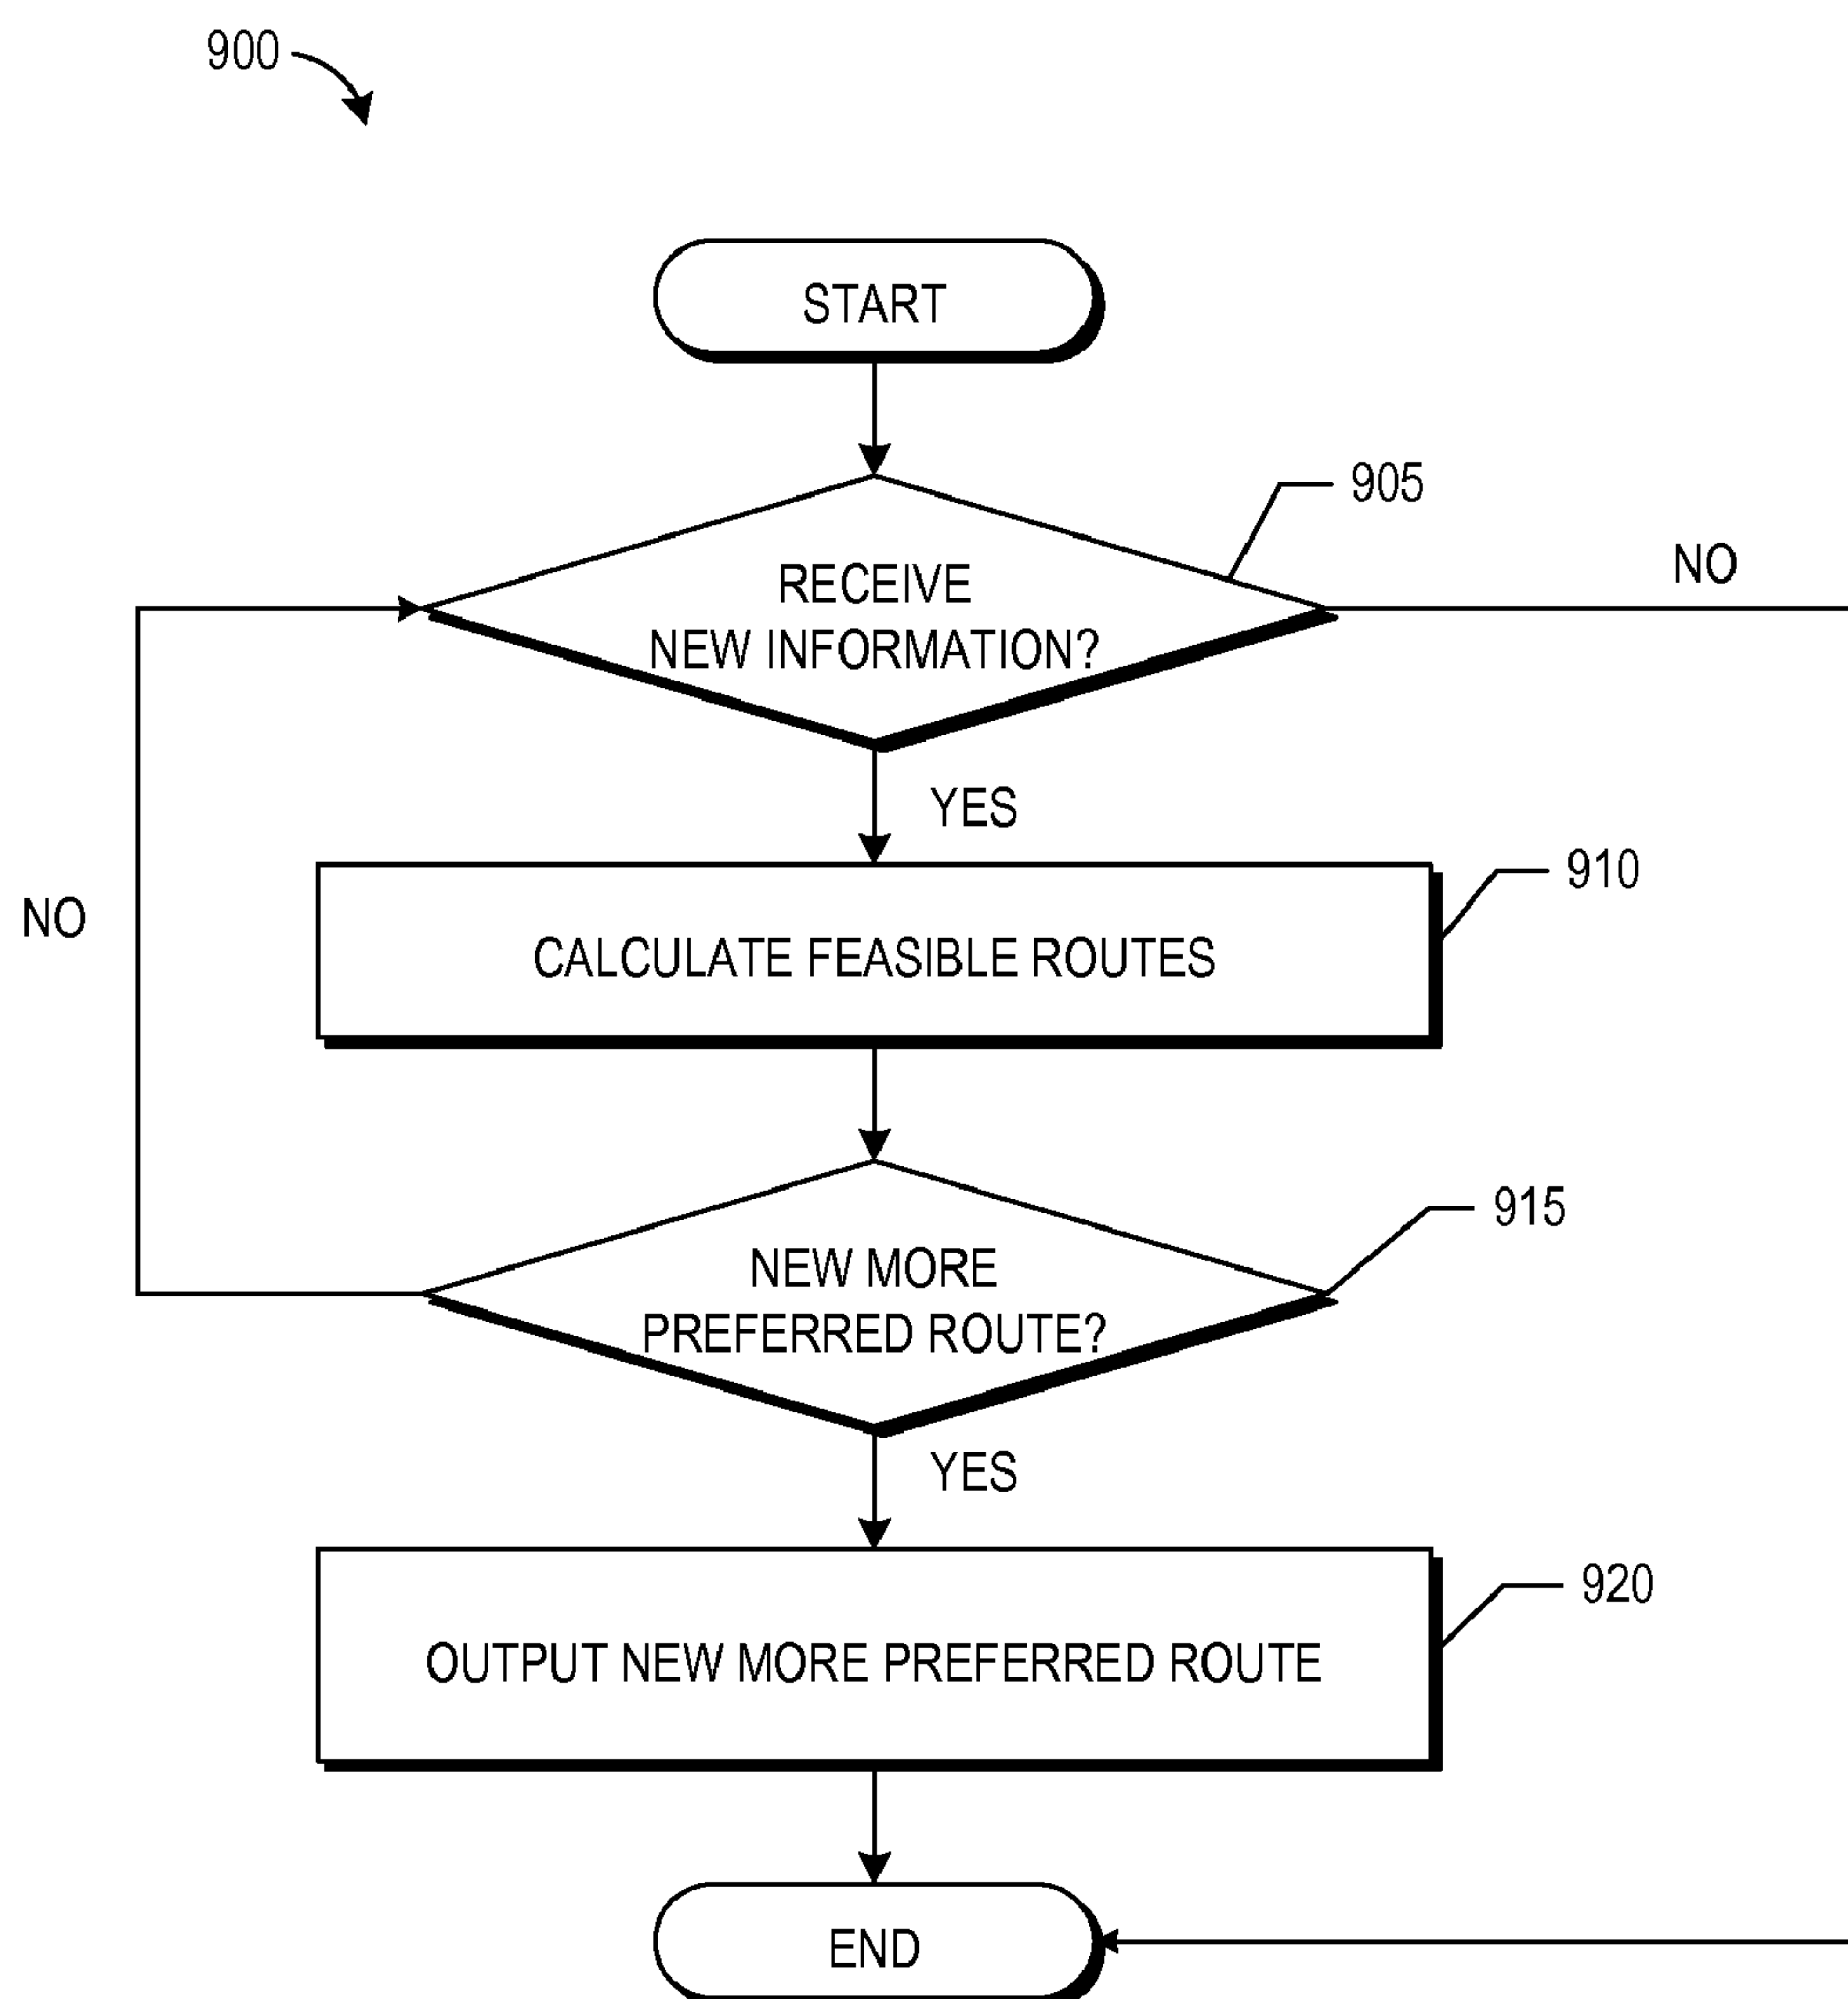 900
START
905
NO
RECEIVE
NEW INFORMATION?
YES
910
NO
CALCULATE FEASIBLE ROUTES
915
NEW MORE
PREFERRED ROUTE?
YES
920
OUTPUT NEW MORE PREFERRED ROUTE
END